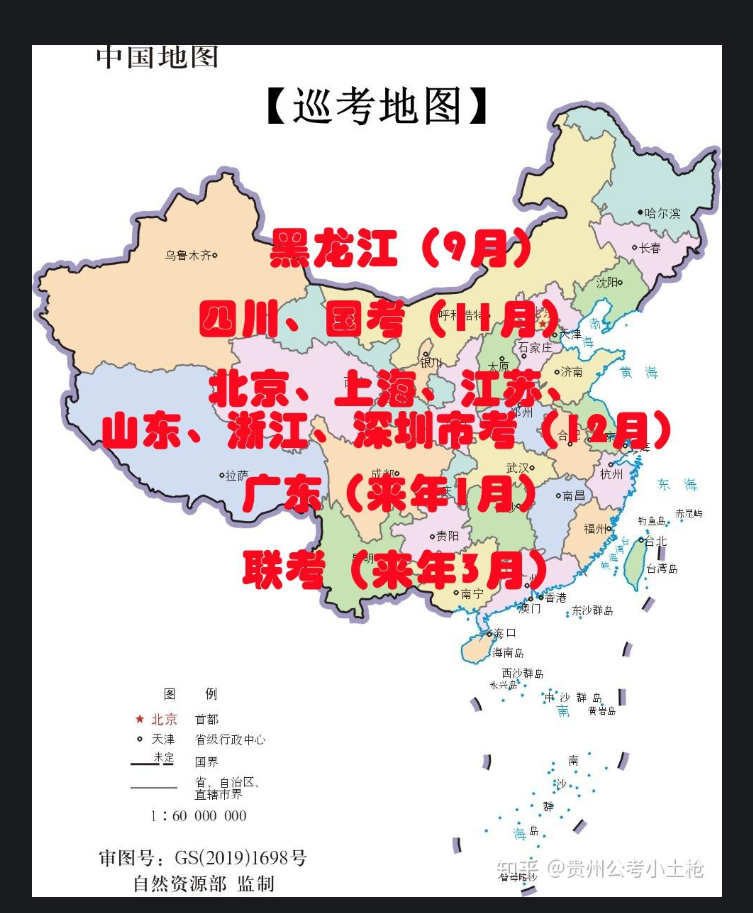 中国地图
【巡考地图】
黑龙江（9月）
四川、国考（11月）
北京、上海、江苏、
山东、浙江、深圳市考（12月）
广东（来年1月）
联考（来年3月）
哈尔滨
长春
乌鲁木齐
沈阳
呼和浩特
天津
渤
海
石家庄
银川
太原
济南
黄 海
郑州
合肥
拉萨
成都
武汉
杭州
东 海
南昌
钓鱼岛
赤尾屿
贵阳
福州
台北
台湾岛
昆明
南宁
香港
澳门
东沙群岛
海口
海南岛
西沙群岛
永兴岛
中沙群岛
南
黄岩岛
南
沙
群
海
岛
图 例
北京 首都
天津 省级行政中心
未定 国界
省、自治区、
直辖市界
1：60 000 000
审图号：GS(2019)1698号
自然资源部 监制
知乎 @贵州公考小土枪